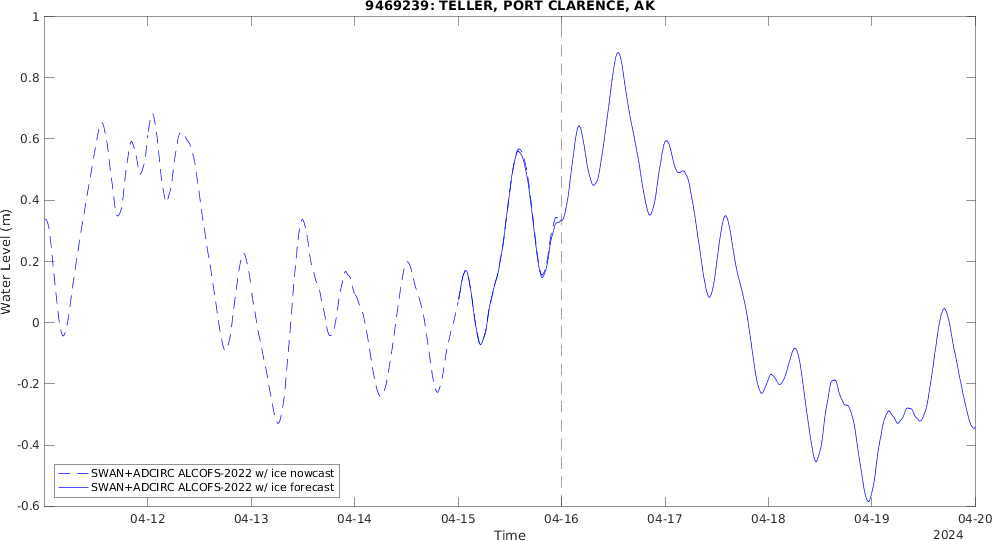 9469239: TELLER, PORT CLARENCE, AK
1
0.8
0.6
0.4
0.2
0
-0.2
-0.4
-0.6
Water Level (m)
SWAN+ADCIRC ALCOFS-2022 w/ ice nowcast
SWAN+ADCIRC ALCOFS-2022 w/ ice forecast
04-12 04-13 04-14 04-15 04-16 04-17 04-18 04-19 04-20
Time
2024